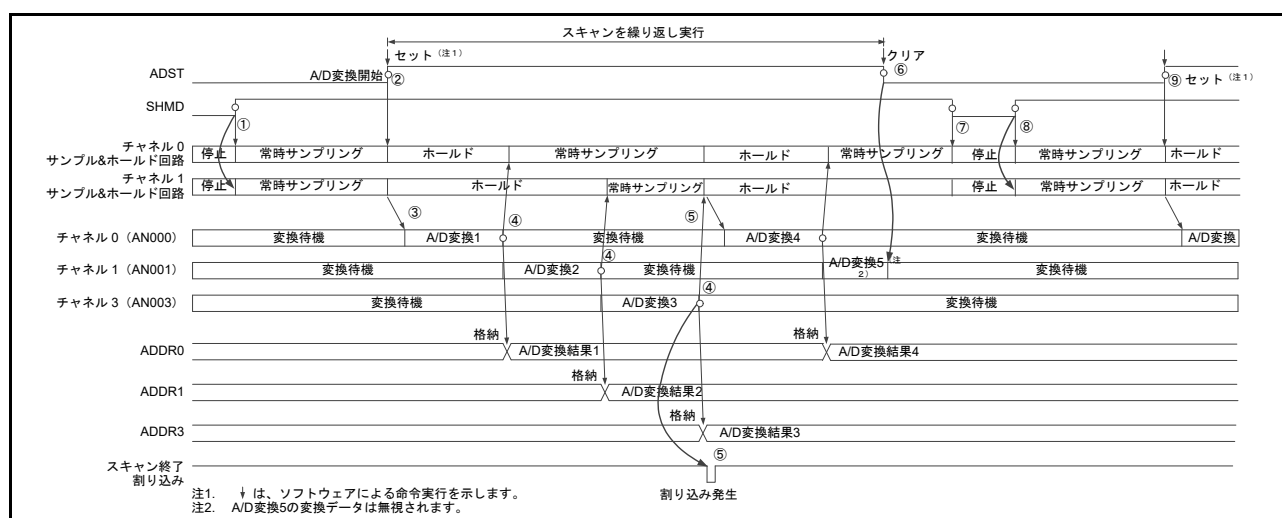 スキャンを繰り返し実行
セット(注1)
クリア
ADST
A/D変換開始
②
⑥
⑨ セット(注1)
SHMD
①
⑦
⑧
チャネル0
サンプル&ホールド回路
停止
常時サンプリング
ホールド
常時サンプリング
ホールド
常時サンプリング
停止
常時サンプリング
ホールド
チャネル1
サンプル&ホールド回路
停止
常時サンプリング
ホールド
常時サンプリング
ホールド
停止
常時サンプリング
ホールド
③
④
⑤
チャネル0(AN000)
変換待機
A/D変換1
変換待機
A/D変換4
変換待機
A/D変換
④
チャネル1(AN001)
変換待機
A/D変換2
変換待機
A/D変換5 注2)
変換待機
④
チャネル3(AN003)
変換待機
A/D変換3
変換待機
格納
格納
ADDR0
A/D変換結果1
A/D変換結果4
格納
ADDR1
A/D変換結果2
格納
ADDR3
A/D変換結果3
⑤
スキャン終了
割り込み
割り込み発生
注1. ↓は、ソフトウェアによる命令実行を示します。
注2. A/D変換5の変換データは無視されます。